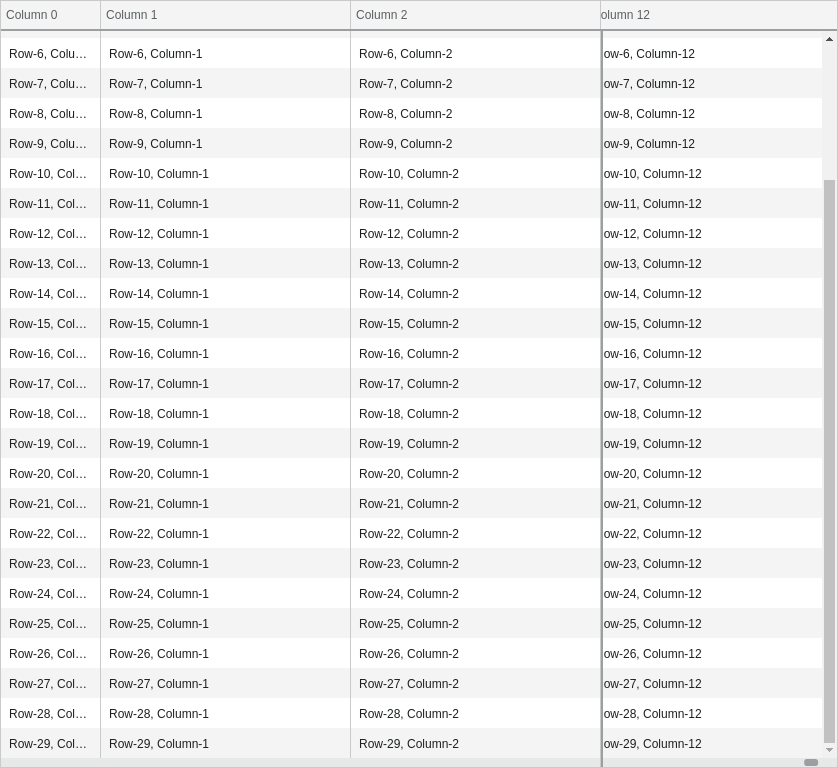 Column 0 Column 1 Column 2 olumn 12
Row-6, Colu… Row-6, Column-1 Row-6, Column-2 ow-6, Column-12
Row-7, Colu… Row-7, Column-1 Row-7, Column-2 ow-7, Column-12
Row-8, Colu… Row-8, Column-1 Row-8, Column-2 ow-8, Column-12
Row-9, Colu… Row-9, Column-1 Row-9, Column-2 ow-9, Column-12
Row-10, Col… Row-10, Column-1 Row-10, Column-2 ow-10, Column-12
Row-11, Col… Row-11, Column-1 Row-11, Column-2 ow-11, Column-12
Row-12, Col… Row-12, Column-1 Row-12, Column-2 ow-12, Column-12
Row-13, Col… Row-13, Column-1 Row-13, Column-2 ow-13, Column-12
Row-14, Col… Row-14, Column-1 Row-14, Column-2 ow-14, Column-12
Row-15, Col… Row-15, Column-1 Row-15, Column-2 ow-15, Column-12
Row-16, Col… Row-16, Column-1 Row-16, Column-2 ow-16, Column-12
Row-17, Col… Row-17, Column-1 Row-17, Column-2 ow-17, Column-12
Row-18, Col… Row-18, Column-1 Row-18, Column-2 ow-18, Column-12
Row-19, Col… Row-19, Column-1 Row-19, Column-2 ow-19, Column-12
Row-20, Col… Row-20, Column-1 Row-20, Column-2 ow-20, Column-12
Row-21, Col… Row-21, Column-1 Row-21, Column-2 ow-21, Column-12
Row-22, Col… Row-22, Column-1 Row-22, Column-2 ow-22, Column-12
Row-23, Col… Row-23, Column-1 Row-23, Column-2 ow-23, Column-12
Row-24, Col… Row-24, Column-1 Row-24, Column-2 ow-24, Column-12
Row-25, Col… Row-25, Column-1 Row-25, Column-2 ow-25, Column-12
Row-26, Col… Row-26, Column-1 Row-26, Column-2 ow-26, Column-12
Row-27, Col… Row-27, Column-1 Row-27, Column-2 ow-27, Column-12
Row-28, Col… Row-28, Column-1 Row-28, Column-2 ow-28, Column-12
Row-29, Col… Row-29, Column-1 Row-29, Column-2 ow-29, Column-12